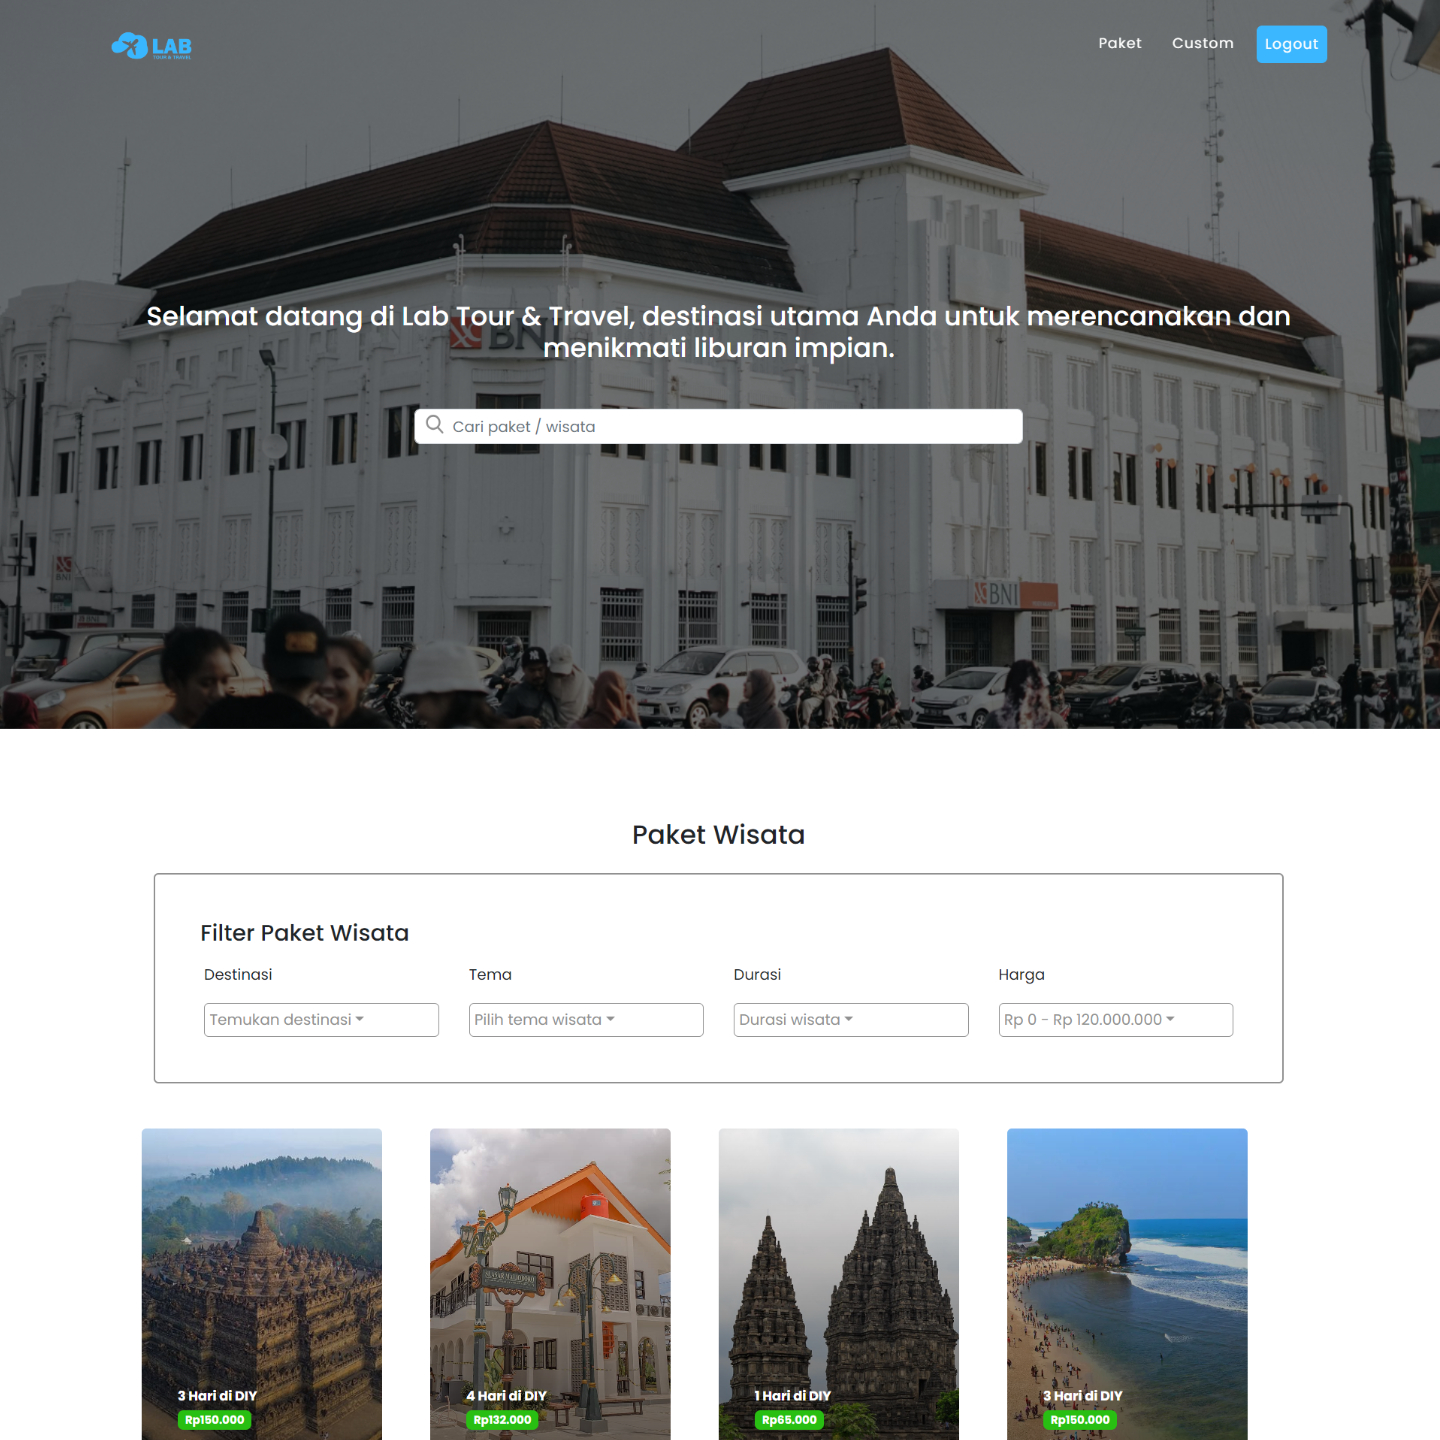 LAB
TOUR & TRAVEL
Paket
Custom
Logout
Selamat datang di Lab Tour & Travel, destinasi utama Anda untuk merencanakan dan
menikmati liburan impian.
BN
Cari paket / wisata
BNI
BNI
Paket Wisata
Filter Paket Wisata
Destinasi
Tema
Durasi
Harga
Temukan destinasi
Pilih tema wisata
Durasi wisata
Rp 0 - Rp 120.000.000
3 Hari di DIY
Rp150.000
4 Hari di DIY
Rp132.000
1 Hari di DIY
Rp65.000
3 Hari di DIY
Rp150.000